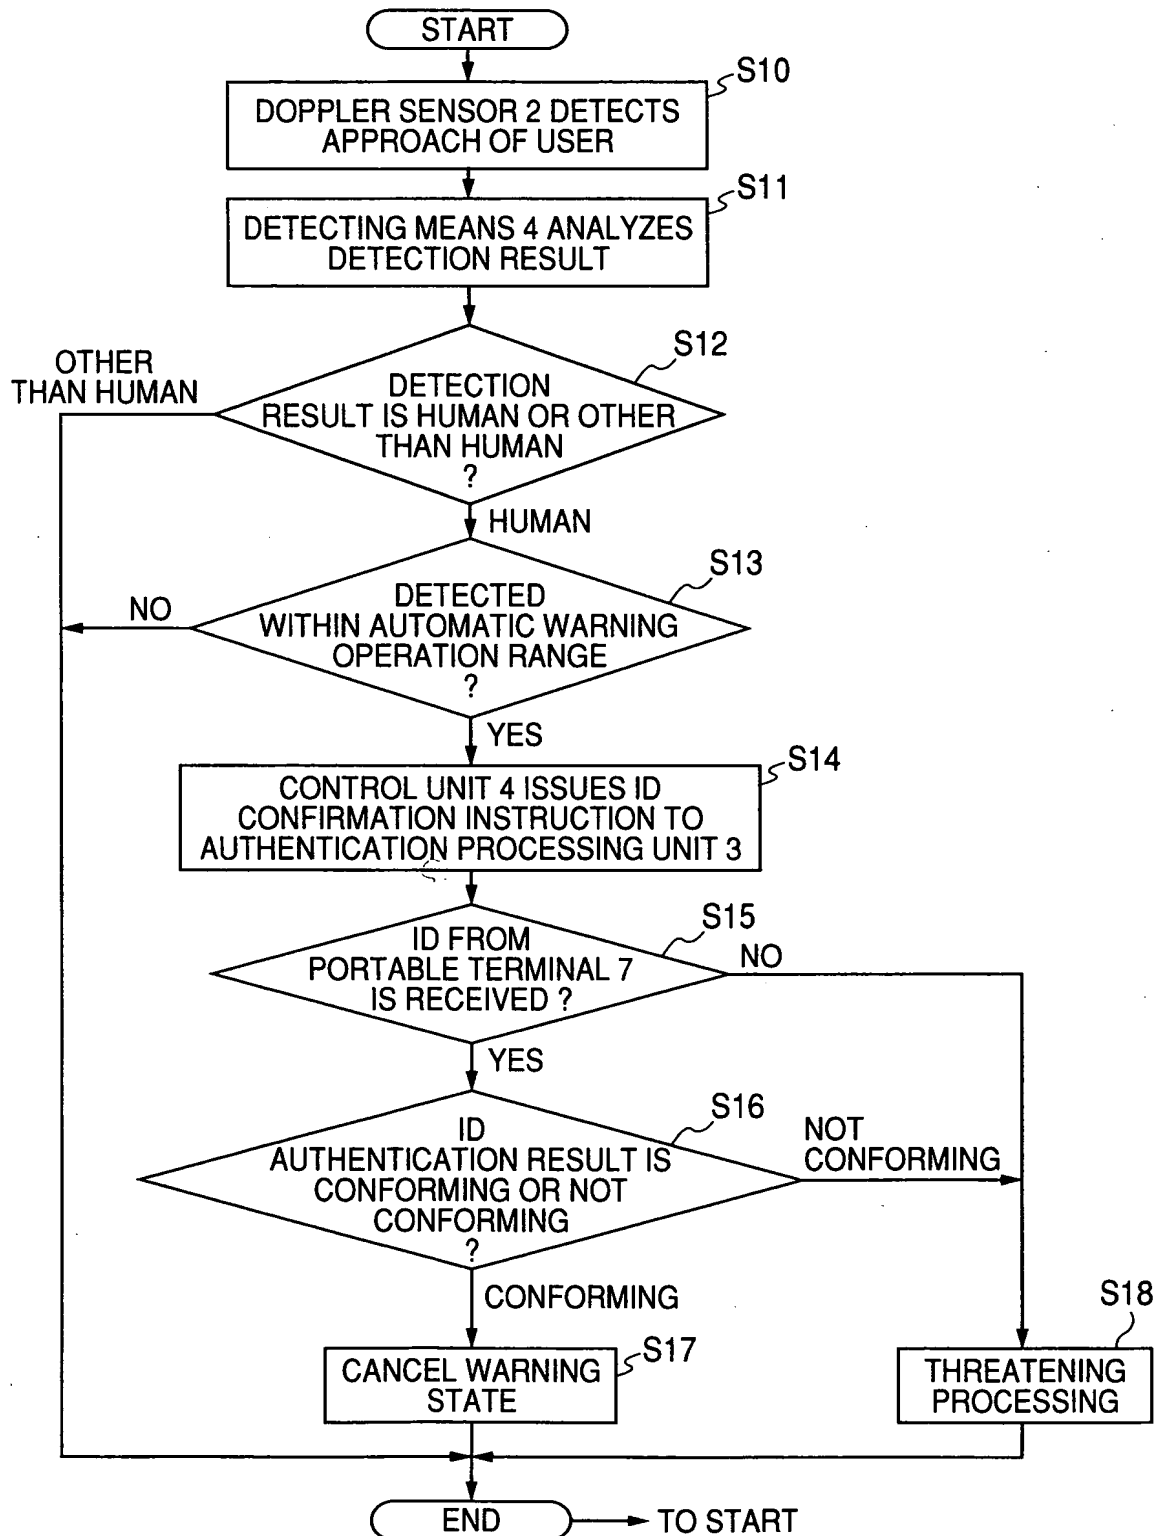 START
S10
DOPPLER SENSOR 2 DETECTS
APPROACH OF USER
S11
DETECTING MEANS 4 ANALYZES
DETECTION RESULT
S12
OTHER
THAN HUMAN
DETECTION
RESULT IS HUMAN OR OTHER
THAN HUMAN
?
HUMAN
S13
NO
DETECTED
WITHIN AUTOMATIC WARNING
OPERATION RANGE
?
YES
S14
CONTROL UNIT 4 ISSUES ID
CONFIRMATION INSTRUCTION TO
AUTHENTICATION PROCESSING UNIT 3
S15
ID FROM
PORTABLE TERMINAL 7
IS RECEIVED ?
NO
YES
S16
ID
AUTHENTICATION RESULT IS
CONFORMING OR NOT
CONFORMING
?
NOT
CONFORMING
CONFORMING
S17
CANCEL WARNING
STATE
S18
THREATENING
PROCESSING
END
TO START